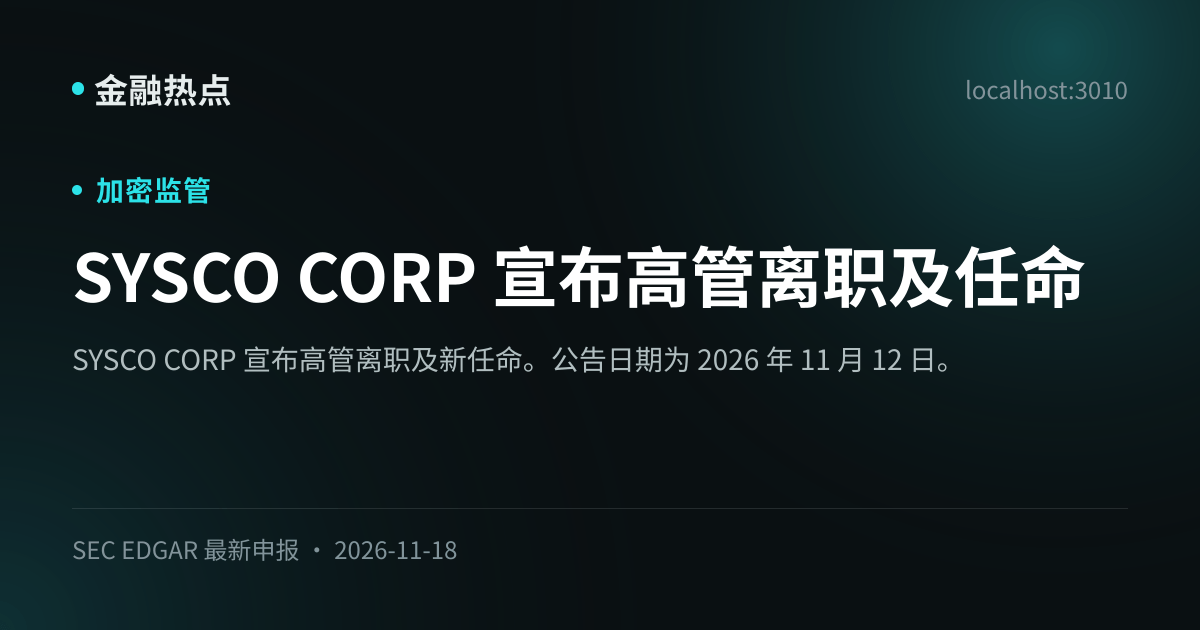 金融热点
localhost:3010
加密监管
SYSCO CORP 宣布高管离职及任命
SYSCO CORP 宣布高管离职及新任命。公告日期为 2026 年 11 月 12 日。
SEC EDGAR 最新申报 · 2026-11-18